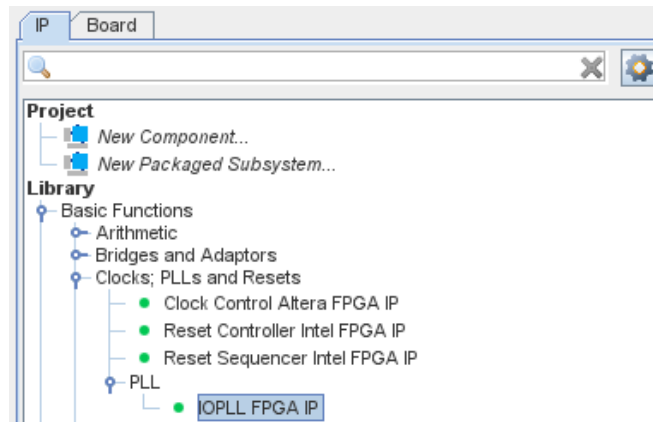 IP
Board
Project
New Component...
New Packaged Subsystem...
Library
Basic Functions
Arithmetic
Bridges and Adaptors
Clocks; PLLs and Resets
Clock Control Altera FPGA IP
Reset Controller Intel FPGA IP
Reset Sequencer Intel FPGA IP
PLL
IOPLL FPGA IP